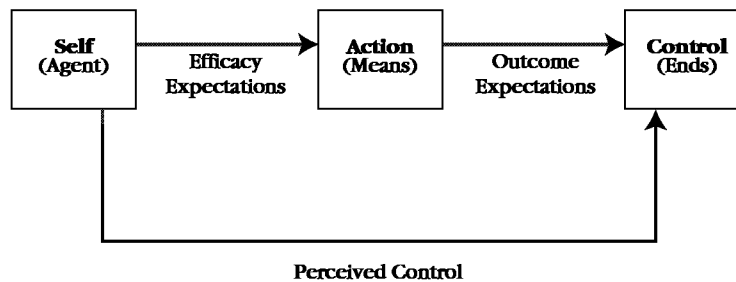 Self
(Agent)
Efficacy
Expectations
Action
(Means)
Outcome
Expectations
Control
(Ends)
Perceived Control